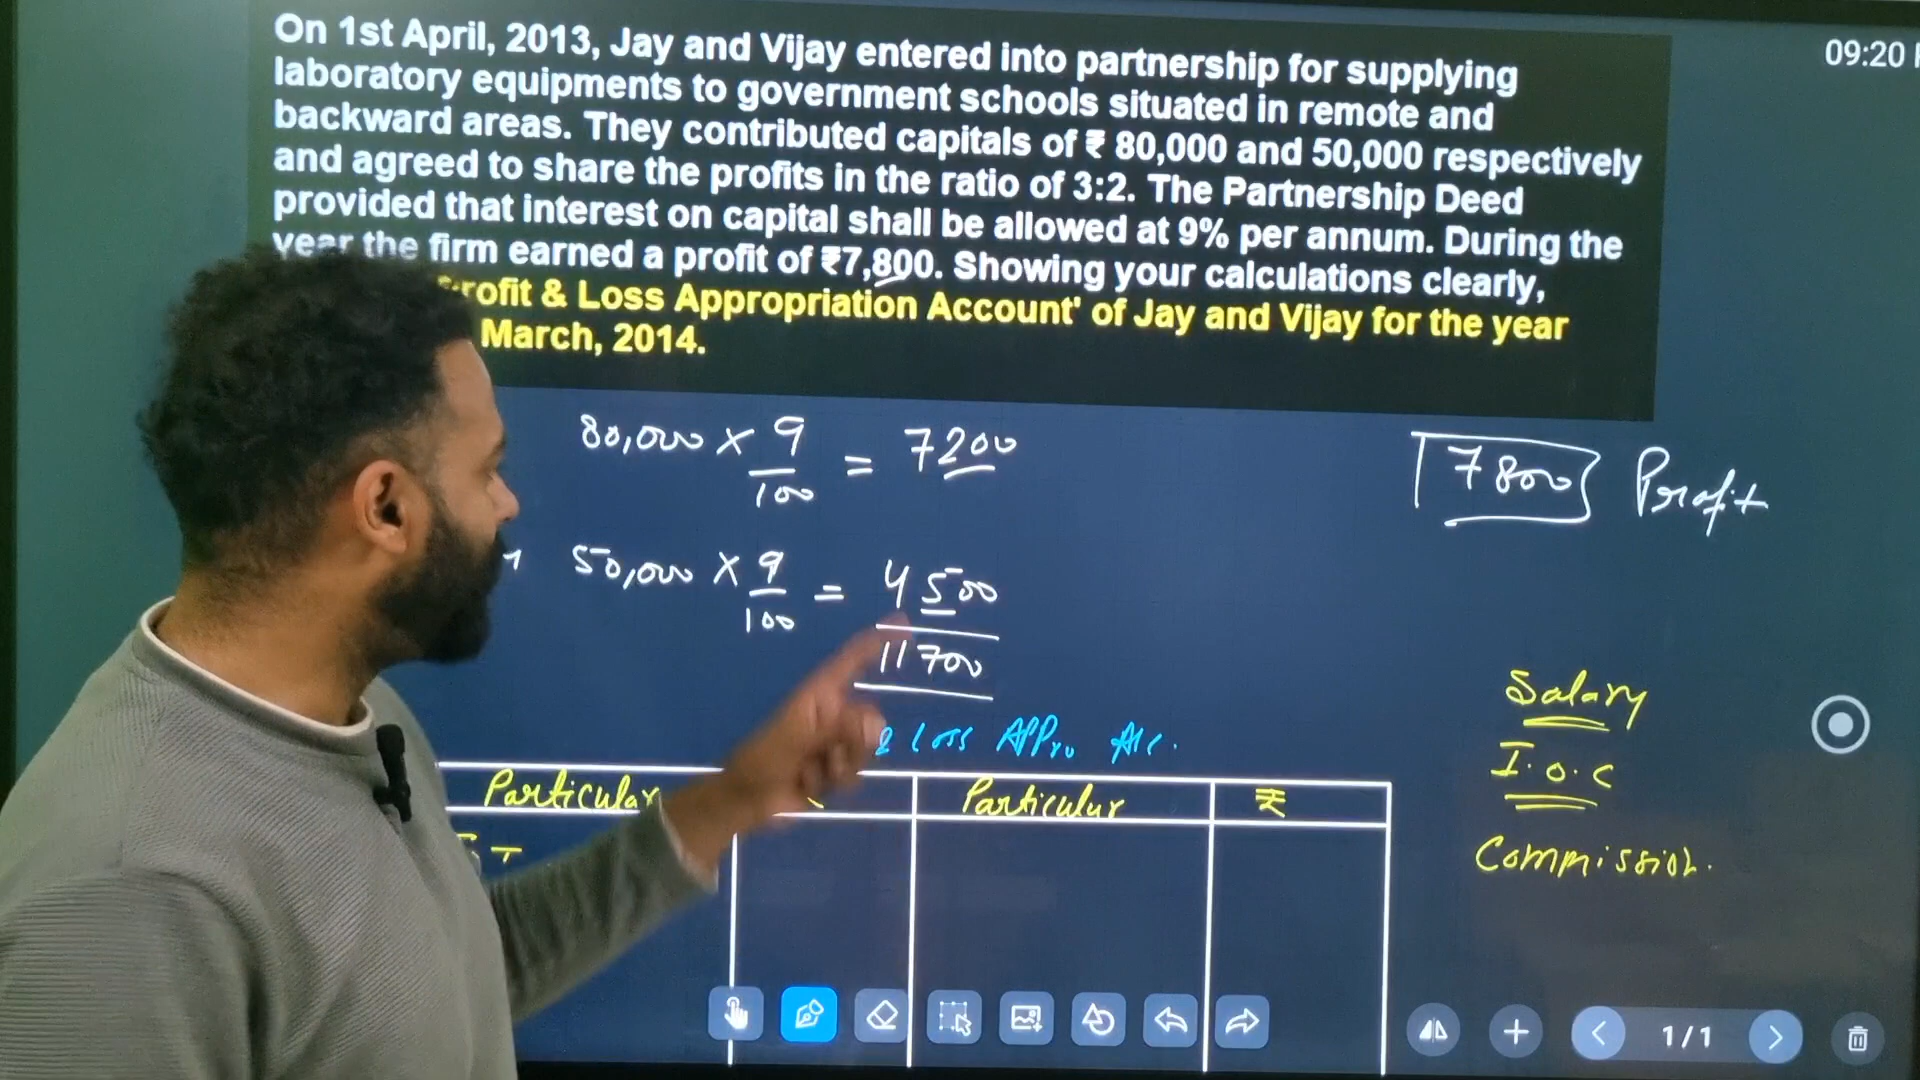 On 1st April, 2013, Jay and Vijay entered into partnership for supplying
laboratory equipments to government schools situated in remote and
backward areas. They contributed capitals of ₹ 80,000 and 50,000 respectively
and agreed to share the profits in the ratio of 3:2. The Partnership Deed
provided that interest on capital shall be allowed at 9% per annum. During the
year the firm earned a profit of ₹7,800. Showing your calculations clearly,
Profit & Loss Appropriation Account' of Jay and Vijay for the year
March, 2014.
09:20
80,000 × 9/100 = 7200
7800 Profit
50,000 × 9/100 = 4500
11700
& Loss Appro A/c.
Particular Particular ₹
Salary
I.O.C
Commission.
1/1